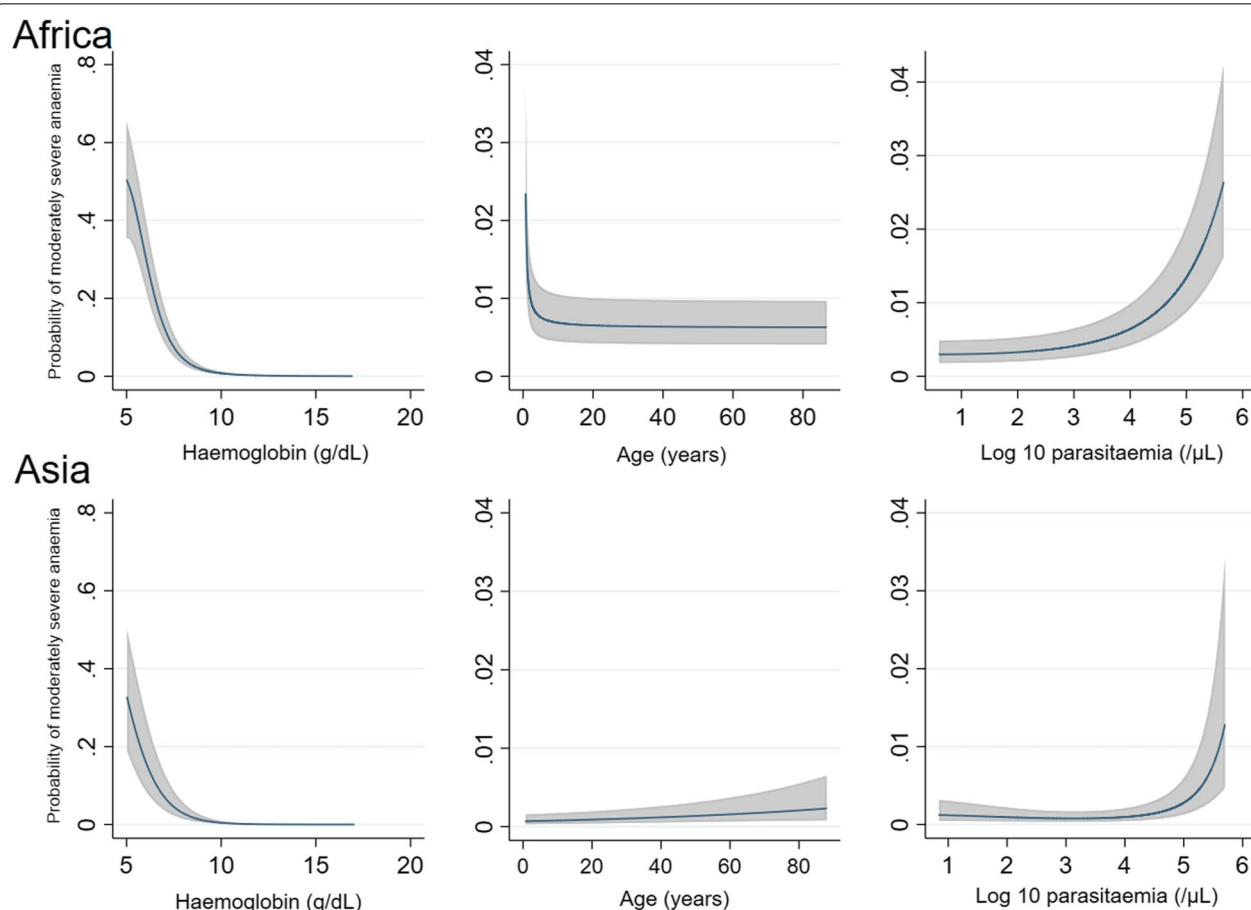 Africa
Probability of moderately severe anaemia
.8
.6
.4
.2
0
5 10 15 20
Haemoglobin (g/dL)
.04
.03
.02
.01
0
0 20 40 60 80
Age (years)
.04
.03
.02
.01
0
1 2 3 4 5 6
Log 10 parasitaemia (/µL)
Asia
Probability of moderately severe anaemia
.8
.6
.4
.2
0
5 10 15 20
Haemoglobin (g/dL)
.04
.03
.02
.01
0
0 20 40 60 80
Age (years)
.04
.03
.02
.01
0
1 2 3 4 5 6
Log 10 parasitaemia (/µL)